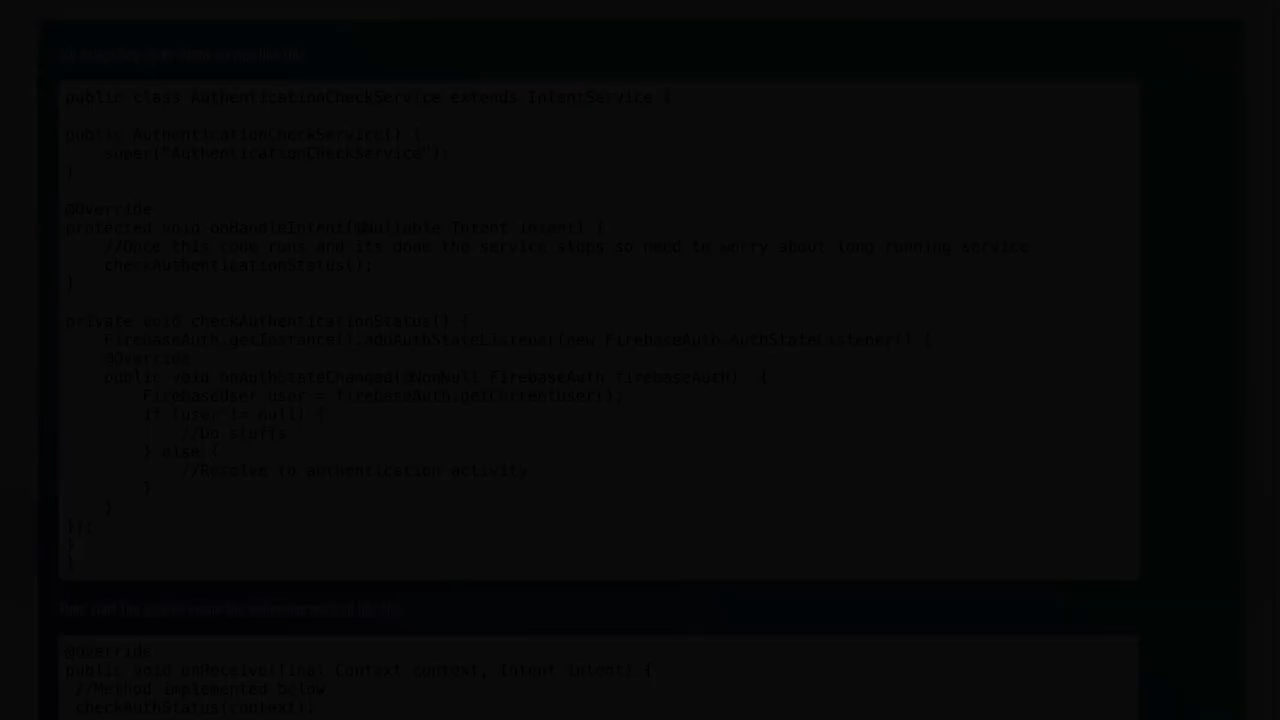 public class AuthenticationCheckService extends IntentService {
public AuthenticationCheckService() {
super("AuthenticationCheckService");
}
@Override
protected void onHandleIntent(@Nullable Intent intent) {
//Once this code runs and its done the service stops so need to worry about long running service
checkAuthenticationStatus();
}
private void checkAuthenticationStatus() {
FirebaseAuth.getInstance().addAuthStateListener(new FirebaseAuth.AuthStateListener() {
@Override
public void onAuthStateChanged(@NonNull FirebaseAuth firebaseAuth) {
FirebaseUser user = firebaseAuth.getCurrentUser();
if (user != null) {
//Do stuffs
} else {
//Resolve to authentication activity
}
}
});
}
}
@Override
public void onReceive(final Context context, Intent intent) {
//Method implemented below
checkAuthStatus(context);